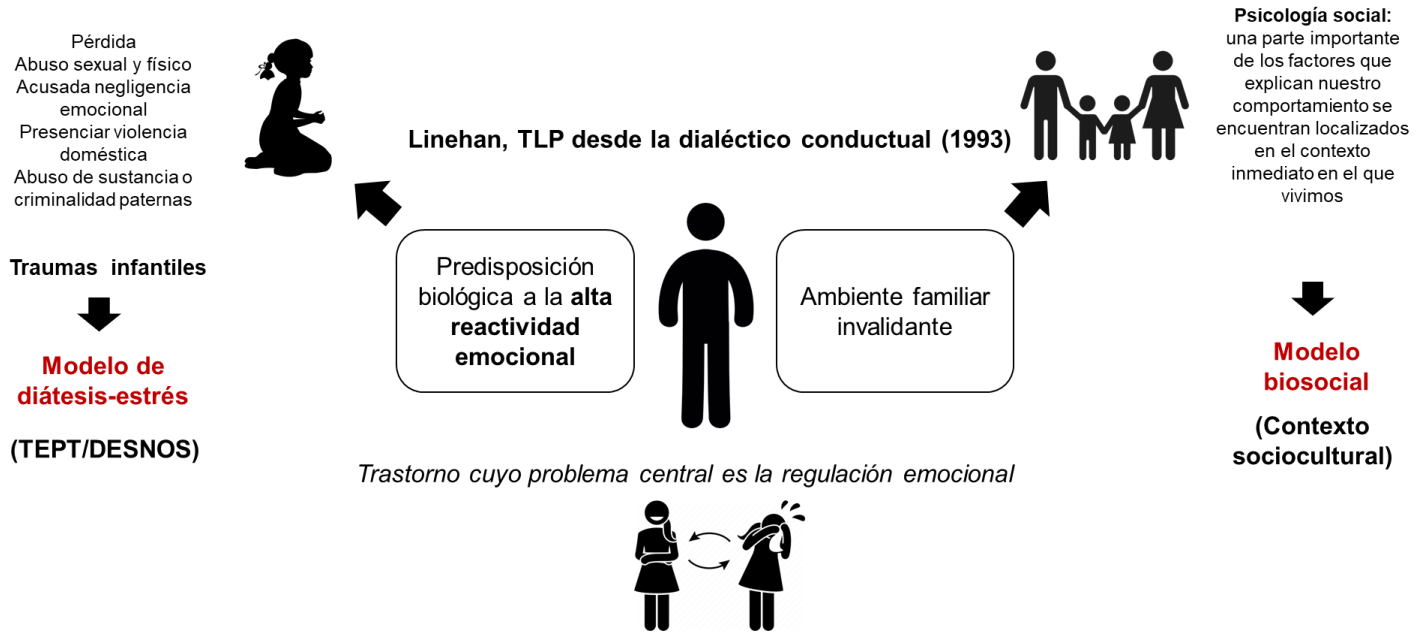 Pérdida
Abuso sexual y físico
Acusada negligencia
emocional
Presenciar violencia
doméstica
Abuso de sustancia o
criminalidad paternas
Traumas infantiles
Modelo de
diátesis-estrés
(TEPT/DESNOS)
Linehan, TLP desde la dialéctico conductual (1993)
Predisposición
biológica a la alta
reactividad
emocional
Ambiente familiar
invalidante
Trastorno cuyo problema central es la regulación emocional
Psicología social:
una parte importante
de los factores que
explican nuestro
comportamiento se
encuentran localizados
en el contexto
inmediato en el que
vivimos
Modelo
biosocial
(Contexto
sociocultural)